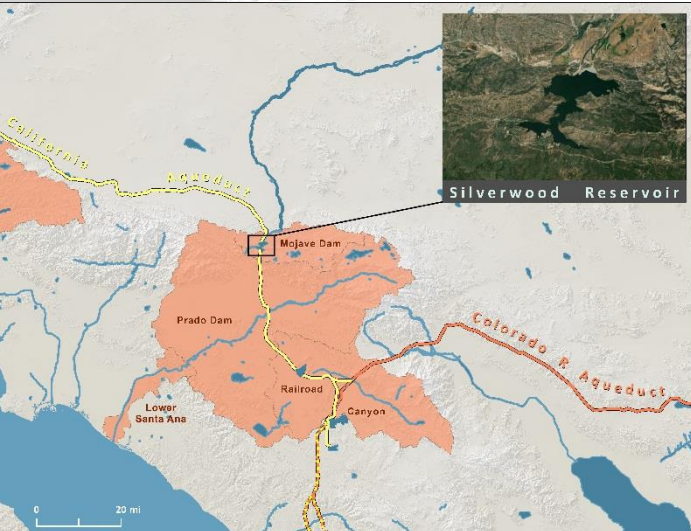 California Aqueduct
Silverwood Reservoir
Mojave Dam
Prado Dam
Colorado R. Aqueduct
Railroad
Canyon
Lower
Santa Ana
0 20 mi